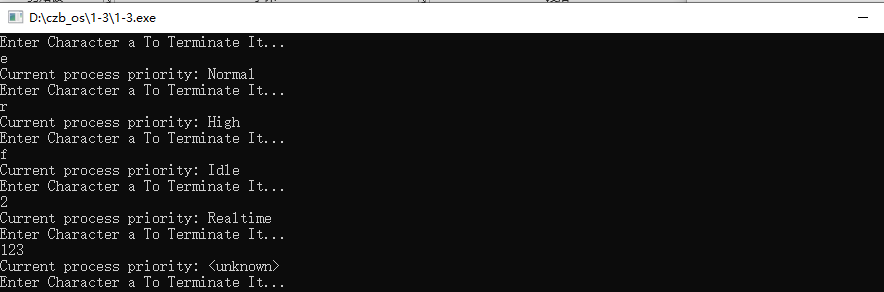 D:\czb_os\1-3\1-3.exe
Enter Character a To Terminate It...
e
Current process priority: Normal
Enter Character a To Terminate It...
r
Current process priority: High
Enter Character a To Terminate It...
f
Current process priority: Idle
Enter Character a To Terminate It...
2
Current process priority: Realtime
Enter Character a To Terminate It...
123
Current process priority: <unknown>
Enter Character a To Terminate It...